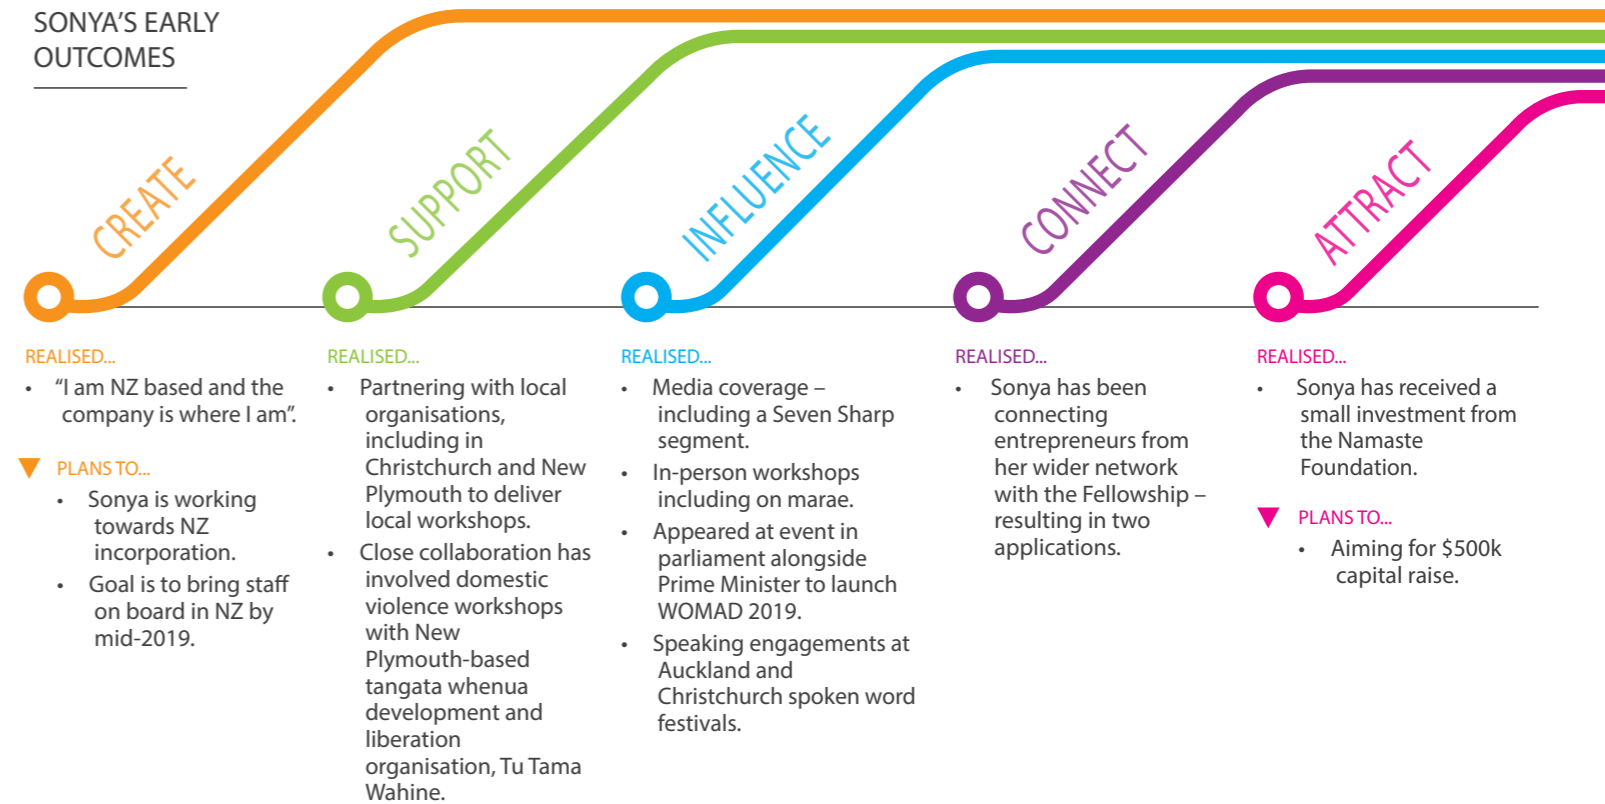 SONYA'S EARLY
OUTCOMES
CREATE
REALISED...
• “I am NZ based and the
company is where I am”.
PLANS TO...
• Sonya is working
towards NZ
incorporation.
• Goal is to bring staff
on board in NZ by
mid-2019.
SUPPORT
REALISED...
• Partnering with local
organisations,
including in
Christchurch and New
Plymouth to deliver
local workshops.
• Close collaboration has
involved domestic
violence workshops
with New
Plymouth-based
tangata whenua
development and
liberation
organisation, Tu Tama
Wahine.
INFLUENCE
REALISED...
• Media coverage –
including a Seven Sharp
segment.
• In-person workshops
including on marae.
• Appeared at event in
parliament alongside
Prime Minister to launch
WOMAD 2019.
• Speaking engagements at
Auckland and
Christchurch spoken word
festivals.
CONNECT
REALISED...
• Sonya has been
connecting
entrepreneurs from
her wider network
with the Fellowship –
resulting in two
applications.
ATTRACT
REALISED...
• Sonya has received a
small investment from
the Namaste
Foundation.
PLANS TO...
• Aiming for $500k
capital raise.